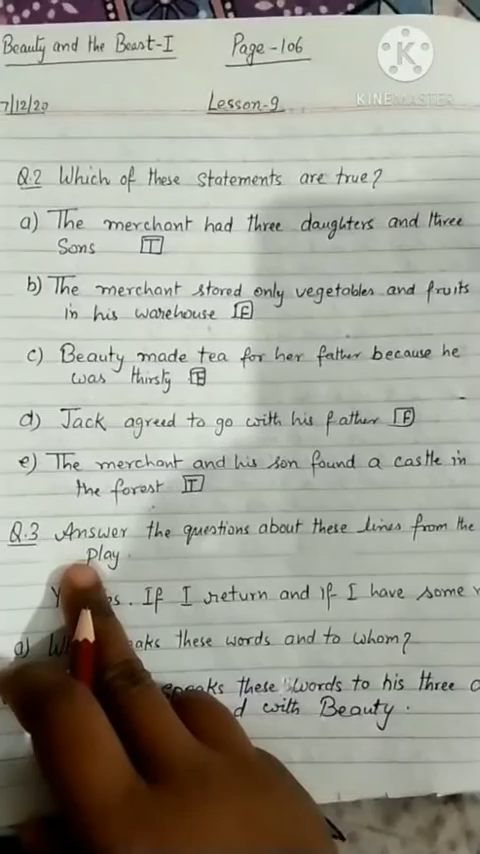 Beauty and the Beast-I Page-106
K
KINEMASTER
7/12/20 Lesson-9
Q.2 Which of these statements are true?
a) The merchant had three daughters and three
Sons T
b) The merchant stored only vegetables and fruits
in his warehouse F
c) Beauty made tea for her father because he
was thirsty F
d) Jack agreed to go with his father F
e) The merchant and his son found a castle in
the forest T
Q.3 Answer the questions about these lines from the
play.
If I return and if I have some
a) these words and to whom?
speaks these words to his three
with Beauty.